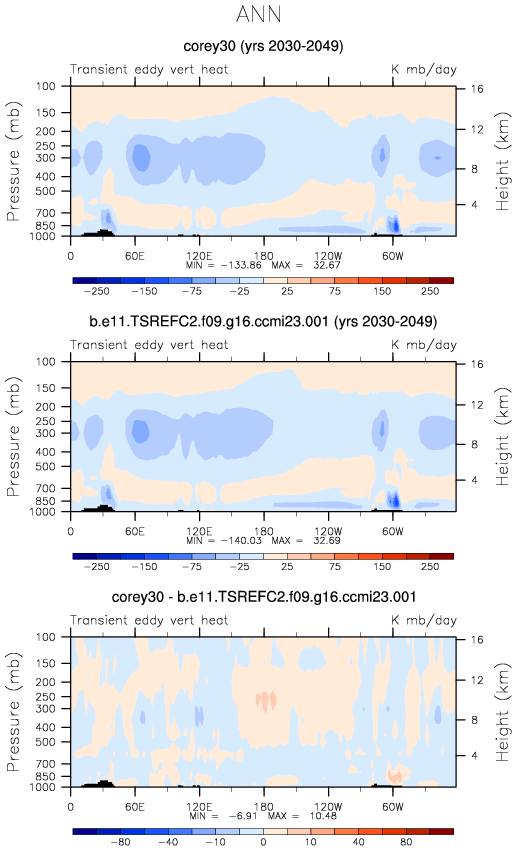 ANN
corey30 (yrs 2030-2049)
Transient eddy vert heat K mb/day
Pressure (mb)
Height (km)
100
150
200
250
300
400
500
700
850
1000
16
12
8
4
0 60E 120E 180 120W 60W
MIN = -133.86 MAX = 32.67
-250 -150 -75 -25 25 75 150 250
b.e11.TSREFC2.f09.g16.ccmi23.001 (yrs 2030-2049)
Transient eddy vert heat K mb/day
Pressure (mb)
Height (km)
100
150
200
250
300
400
500
700
850
1000
16
12
8
4
0 60E 120E 180 120W 60W
MIN = -140.03 MAX = 32.69
-250 -150 -75 -25 25 75 150 250
corey30 - b.e11.TSREFC2.f09.g16.ccmi23.001
Transient eddy vert heat K mb/day
Pressure (mb)
Height (km)
100
150
200
250
300
400
500
700
850
1000
16
12
8
4
0 60E 120E 180 120W 60W
MIN = -6.91 MAX = 10.48
-80 -40 -10 0 10 40 80